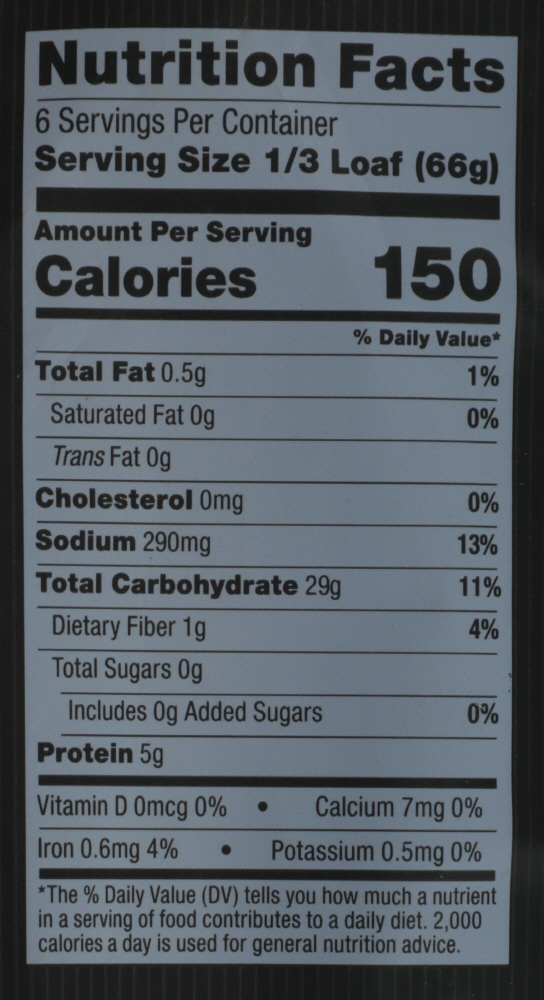 Nutrition Facts
6 Servings Per Container
Serving Size 1/3 Loaf (66g)
Amount Per Serving
Calories 150
% Daily Value*
Total Fat 0.5g 1%
Saturated Fat 0g 0%
Trans Fat 0g
Cholesterol 0mg 0%
Sodium 290mg 13%
Total Carbohydrate 29g 11%
Dietary Fiber 1g 4%
Total Sugars 0g
Includes 0g Added Sugars 0%
Protein 5g
Vitamin D 0mcg 0% • Calcium 7mg 0%
Iron 0.6mg 4% • Potassium 0.5mg 0%
*The % Daily Value (DV) tells you how much a nutrient
in a serving of food contributes to a daily diet. 2,000
calories a day is used for general nutrition advice.